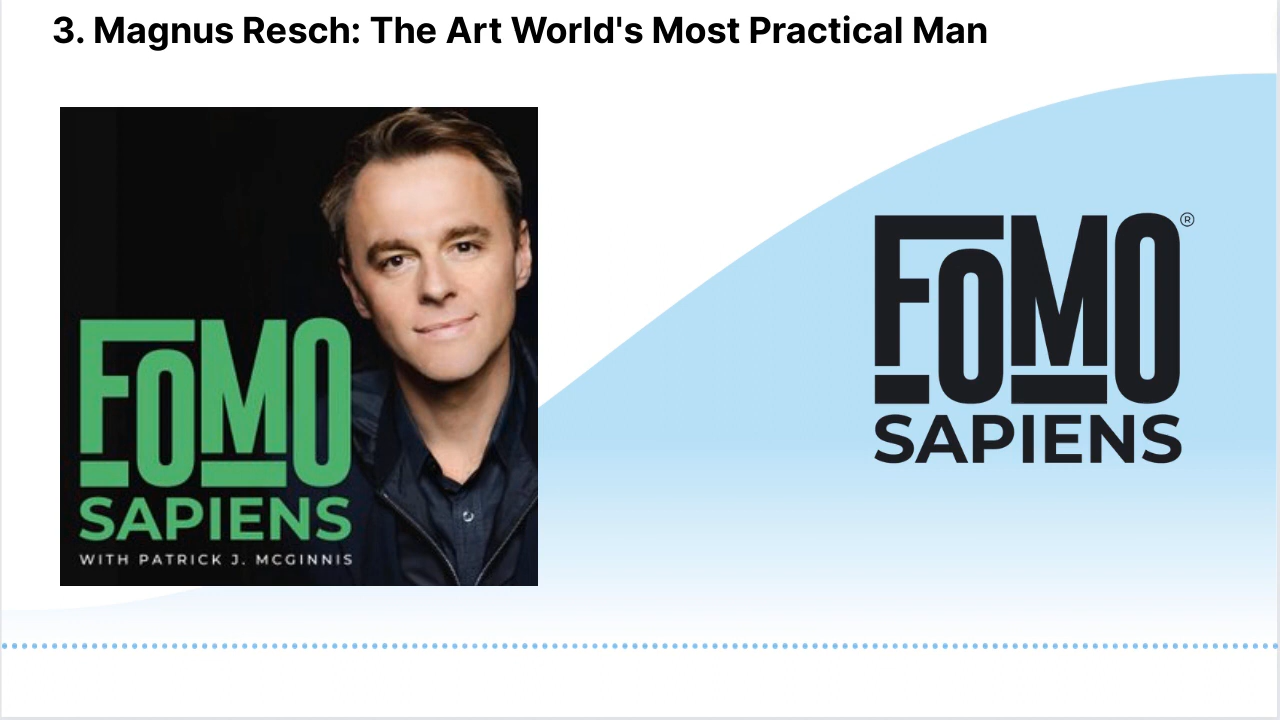 3. Magnus Resch: The Art World's Most Practical Man
FOMO
SAPIENS
WITH PATRICK J. MCGINNIS
FOMO®
SAPIENS